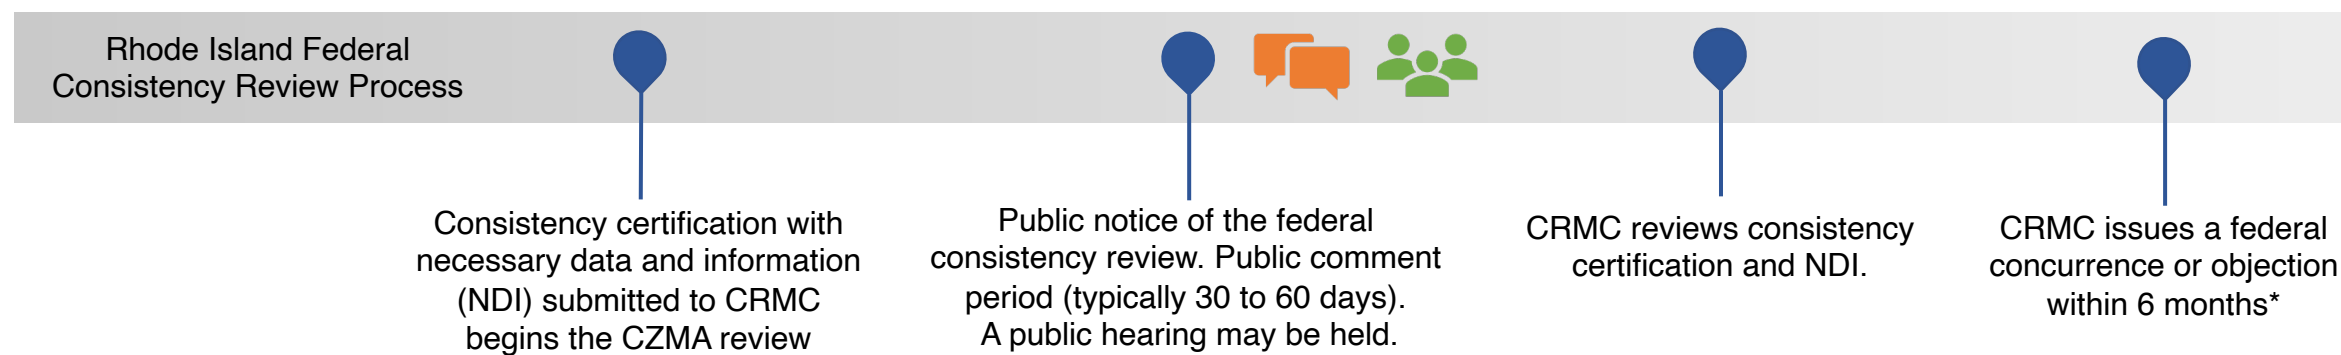 Rhode Island Federal
Consistency Review Process
Consistency certification with
necessary data and information
(NDI) submitted to CRMC
begins the CZMA review
Public notice of the federal
consistency review. Public comment
period (typically 30 to 60 days).
A public hearing may be held.
CRMC reviews consistency
certification and NDI.
CRMC issues a federal
concurrence or objection
within 6 months*